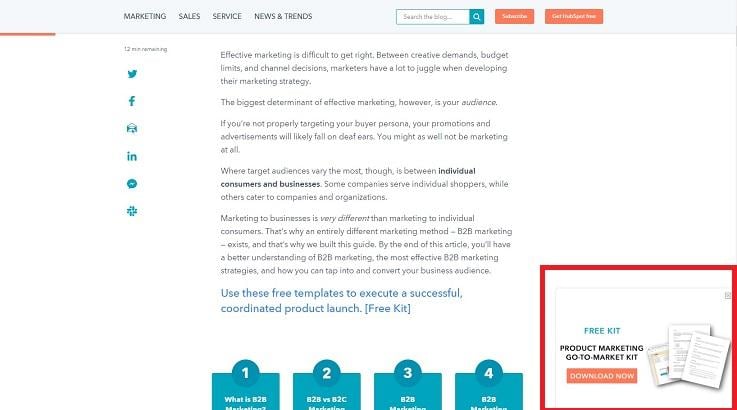 MARKETING SALES SERVICE NEWS & TRENDS Search the blog... Subscribe Get HubSpot free
12 min remaining
Effective marketing is difficult to get right. Between creative demands, budget
limits, and channel decisions, marketers have a lot to juggle when developing
their marketing strategy.
The biggest determinant of effective marketing, however, is your audience.
If you're not properly targeting your buyer persona, your promotions and
advertisements will likely fall on deaf ears. You might as well not be marketing
at all.
Where target audiences vary the most, though, is between individual
consumers and businesses. Some companies serve individual shoppers, while
others cater to companies and organizations.
Marketing to businesses is very different than marketing to individual
consumers. That's why an entirely different marketing method — B2B marketing
— exists, and that's why we built this guide. By the end of this article, you'll have
a better understanding of B2B marketing, the most effective B2B marketing
strategies, and how you can tap into and convert your business audience.
Use these free templates to execute a successful,
coordinated product launch. [Free Kit]
1 2 3 4
What is B2B B2B vs B2C B2B B2B
Marketing? Marketing Marketing Marketing
FREE KIT
PRODUCT MARKETING
GO-TO-MARKET KIT
DOWNLOAD NOW